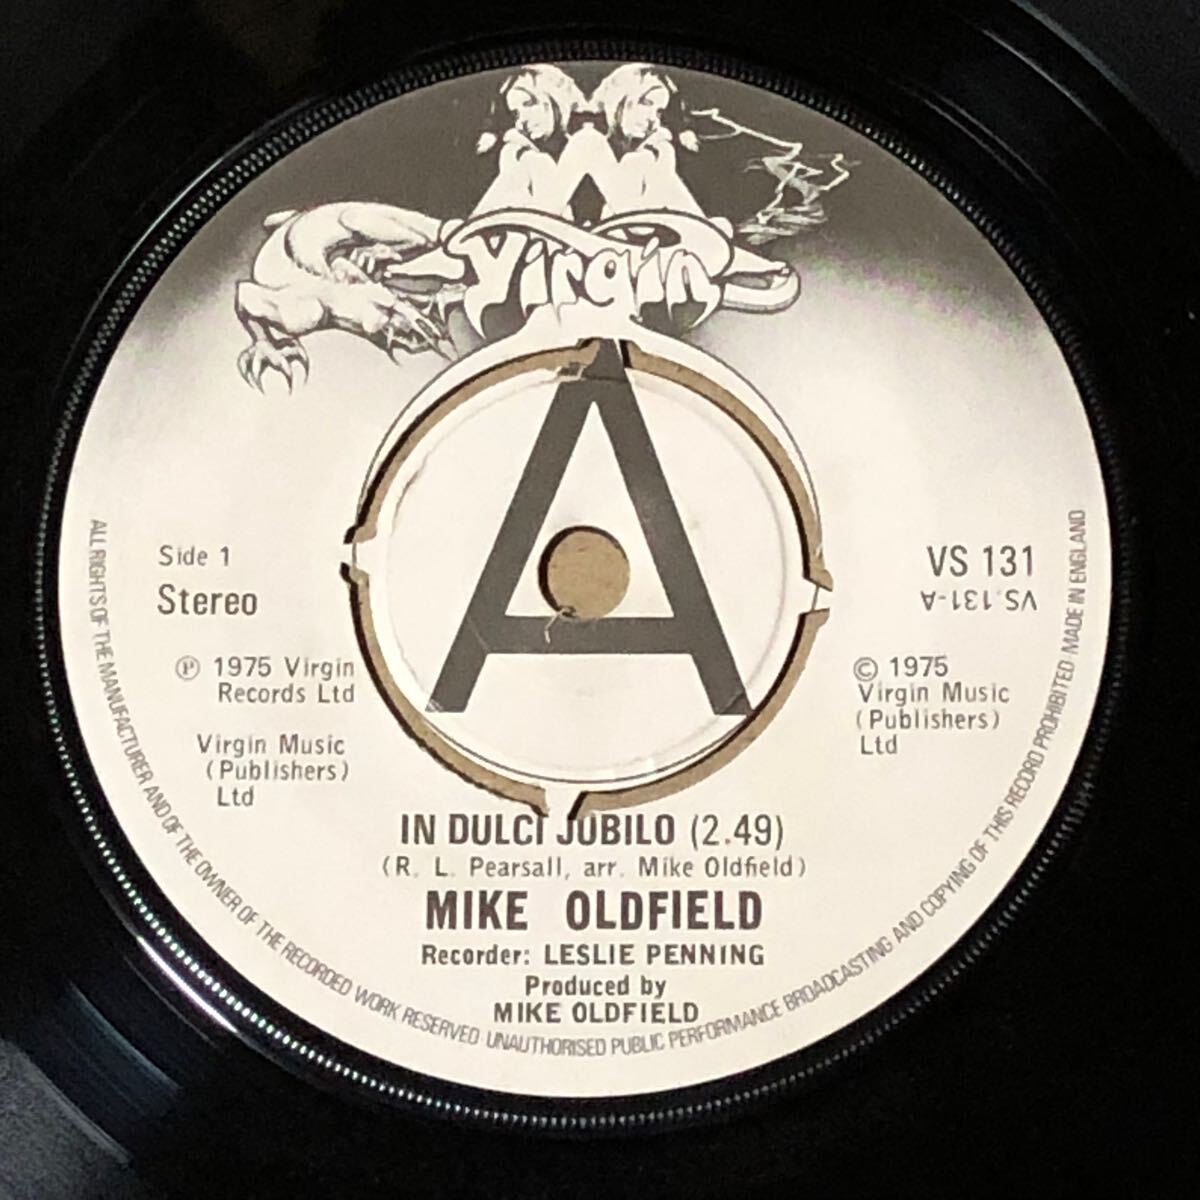 Virgin
A
Side 1
Stereo
VS 131
VS.131-A
℗ 1975 Virgin
Records Ltd
Virgin Music
(Publishers)
Ltd
© 1975
Virgin Music
(Publishers)
Ltd
IN DULCI JUBILO (2.49)
(R. L. Pearsall, arr. Mike Oldfield)
MIKE OLDFIELD
Recorder: LESLIE PENNING
Produced by
MIKE OLDFIELD
ALL RIGHTS OF THE MANUFACTURER AND OF THE OWNER OF THE RECORDED WORK RESERVED UNAUTHORISED PUBLIC PERFORMANCE BROADCASTING AND COPYING OF THIS RECORD PROHIBITED MADE IN ENGLAND